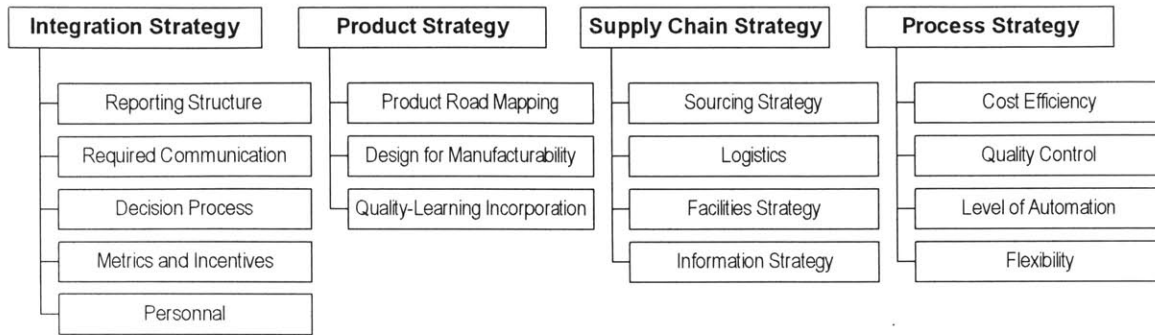 Integration Strategy
Reporting Structure
Required Communication
Decision Process
Metrics and Incentives
Personnal
Product Strategy
Product Road Mapping
Design for Manufacturability
Quality-Learning Incorporation
Supply Chain Strategy
Sourcing Strategy
Logistics
Facilities Strategy
Information Strategy
Process Strategy
Cost Efficiency
Quality Control
Level of Automation
Flexibility